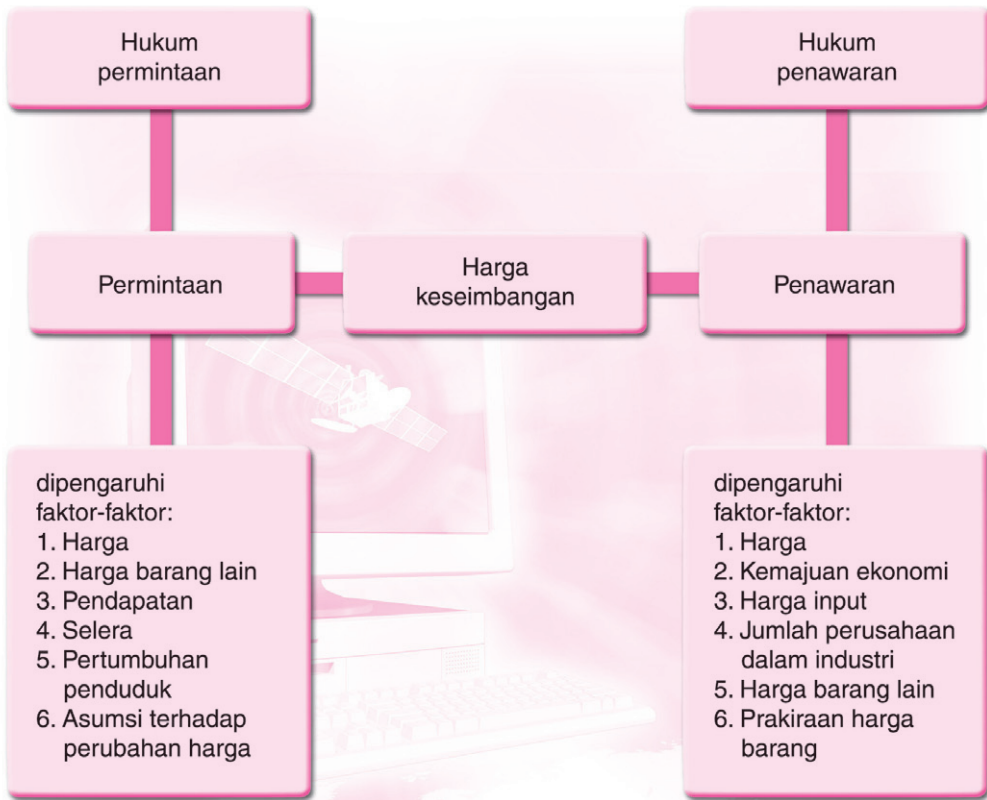 Hukum
permintaan
Hukum
penawaran
Permintaan
Harga
keseimbangan
Penawaran
dipengaruhi
faktor-faktor:
1. Harga
2. Harga barang lain
3. Pendapatan
4. Selera
5. Pertumbuhan
penduduk
6. Asumsi terhadap
perubahan harga
dipengaruhi
faktor-faktor:
1. Harga
2. Kemajuan ekonomi
3. Harga input
4. Jumlah perusahaan
dalam industri
5. Harga barang lain
6. Prakiraan harga
barang